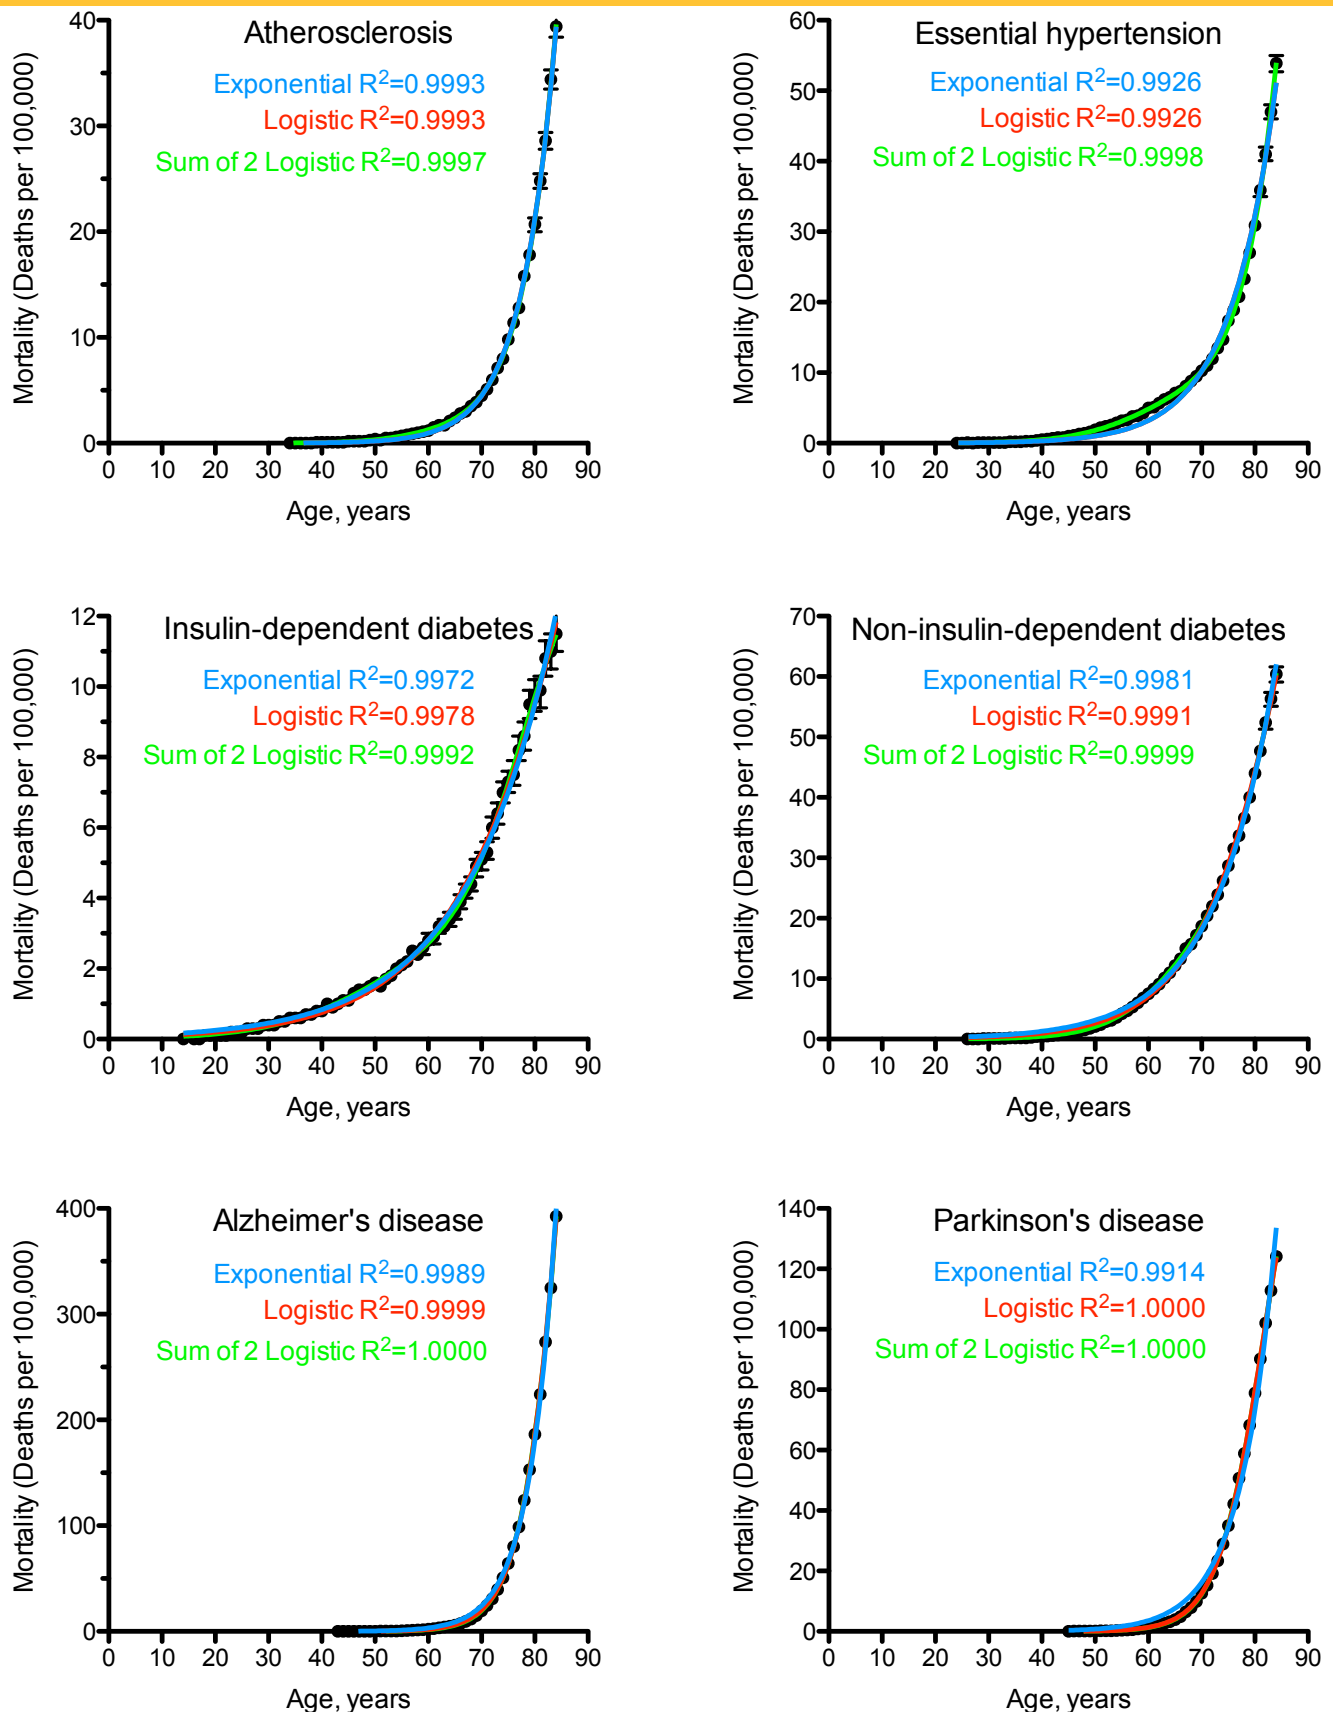 Atherosclerosis
Exponential R²=0.9993
Logistic R²=0.9993
Sum of 2 Logistic R²=0.9997
Mortality (Deaths per 100,000)
40
30
20
10
0
0 10 20 30 40 50 60 70 80 90
Age, years
Essential hypertension
Exponential R²=0.9926
Logistic R²=0.9926
Sum of 2 Logistic R²=0.9998
Mortality (Deaths per 100,000)
60
50
40
30
20
10
0
0 10 20 30 40 50 60 70 80 90
Age, years
Insulin-dependent diabetes
Exponential R²=0.9972
Logistic R²=0.9978
Sum of 2 Logistic R²=0.9992
Mortality (Deaths per 100,000)
12
10
8
6
4
2
0
0 10 20 30 40 50 60 70 80 90
Age, years
Non-insulin-dependent diabetes
Exponential R²=0.9981
Logistic R²=0.9991
Sum of 2 Logistic R²=0.9999
Mortality (Deaths per 100,000)
70
60
50
40
30
20
10
0
0 10 20 30 40 50 60 70 80 90
Age, years
Alzheimer's disease
Exponential R²=0.9989
Logistic R²=0.9999
Sum of 2 Logistic R²=1.0000
Mortality (Deaths per 100,000)
400
300
200
100
0
0 10 20 30 40 50 60 70 80 90
Age, years
Parkinson's disease
Exponential R²=0.9914
Logistic R²=1.0000
Sum of 2 Logistic R²=1.0000
Mortality (Deaths per 100,000)
140
120
100
80
60
40
20
0
0 10 20 30 40 50 60 70 80 90
Age, years